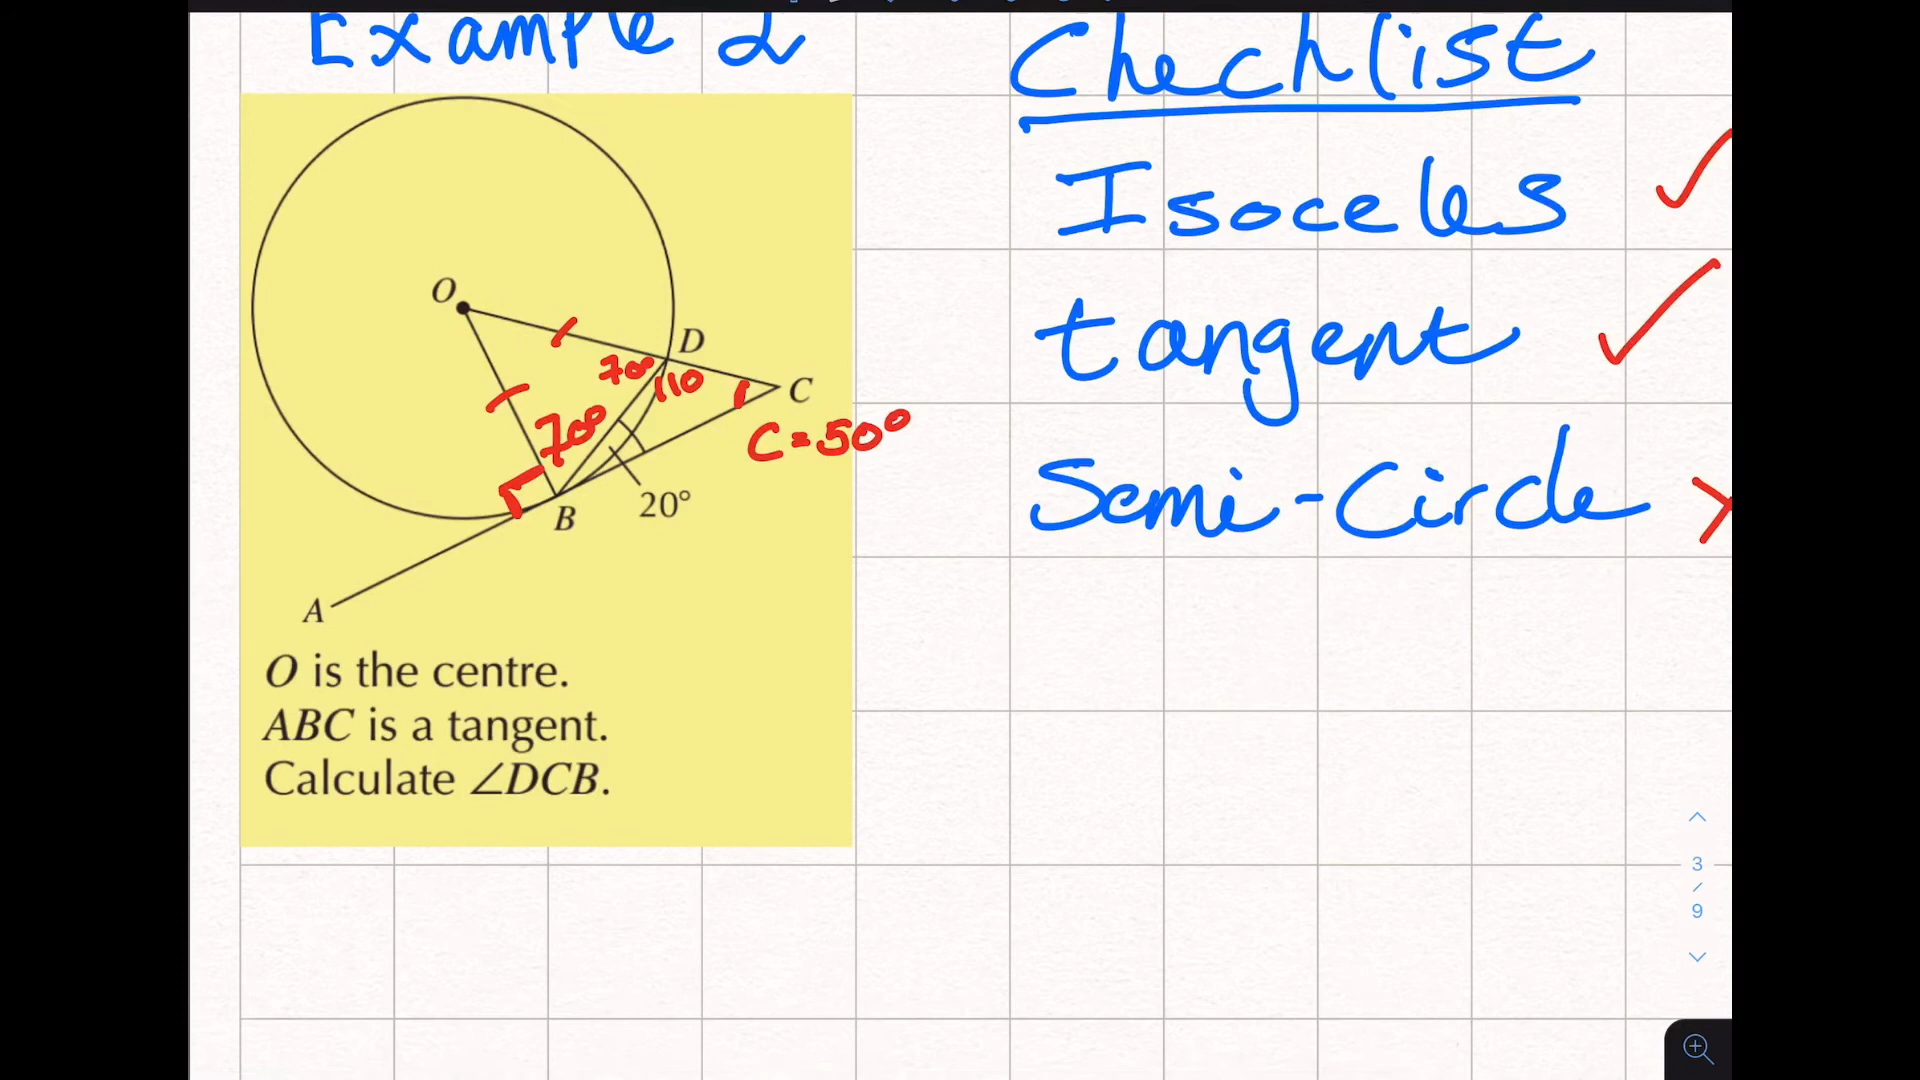 Example 2
Checklist
Isoceles
tangent
Semi-Circle
O
D
C
70°
110
70°
C=50°
20°
B
A
O is the centre.
ABC is a tangent.
Calculate ∠DCB.
3
/
9